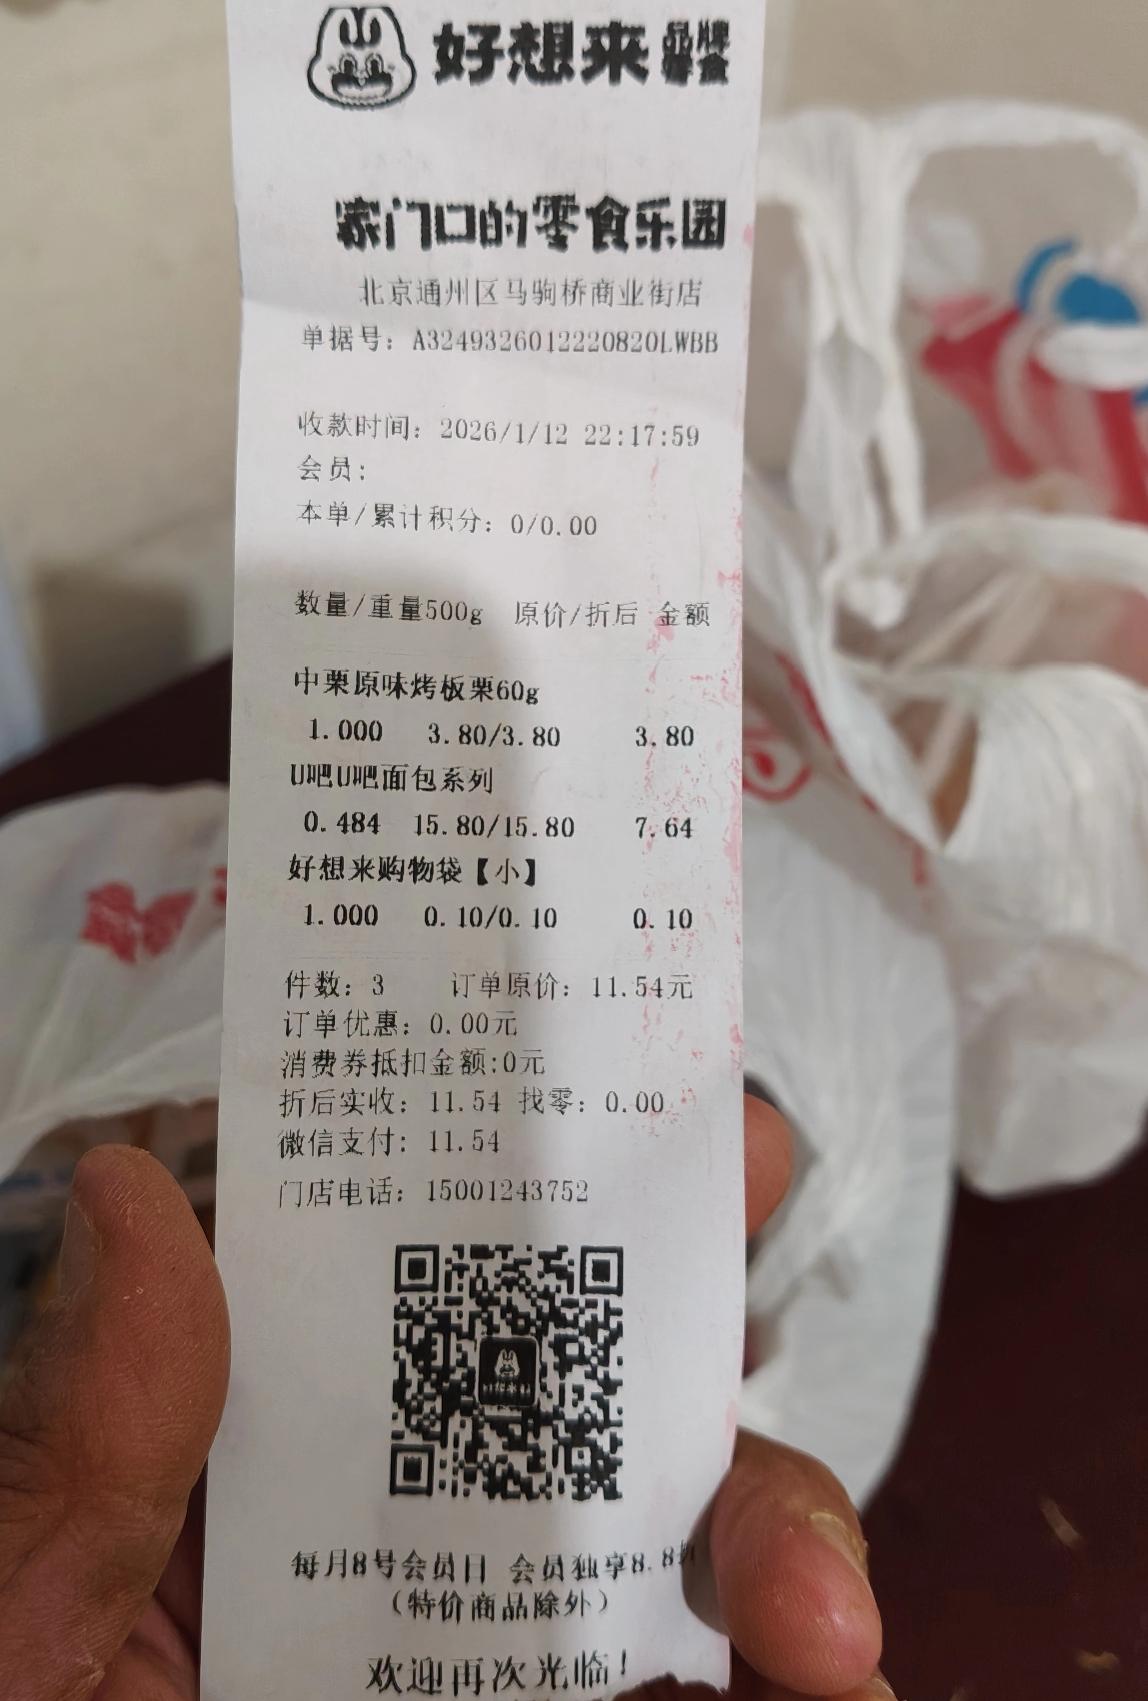 好想来 品牌零食
家门口的零食乐园
北京通州区马驹桥商业街店
单据号：A3249326012220820LWBB
收款时间：2026/1/12 22:17:59
会员：
本单/累计积分：0/0.00
数量/重量500g 原价/折后 金额
中栗原味烤板栗60g
1.000 3.80/3.80 3.80
U吧U吧面包系列
0.484 15.80/15.80 7.64
好想来购物袋【小】
1.000 0.10/0.10 0.10
件数：3 订单原价：11.54元
订单优惠：0.00元
消费券抵扣金额:0元
折后实收：11.54 找零：0.00
微信支付：11.54
门店电话：15001243752
每月8号会员日 会员独享8.8折
（特价商品除外）
欢迎再次光临！